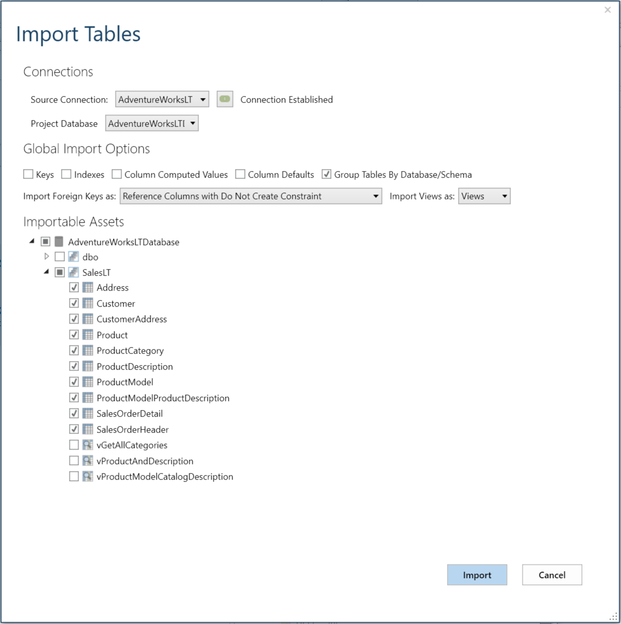 Import Tables
Connections
Source Connection: AdventureWorksLT Connection Established
Project Database AdventureWorksLTI
Global Import Options
Keys Indexes Column Computed Values Column Defaults Group Tables By Database/Schema
Import Foreign Keys as: Reference Columns with Do Not Create Constraint Import Views as: Views
Importable Assets
AdventureWorksLTDatabase
dbo
SalesLT
Address
Customer
CustomerAddress
Product
ProductCategory
ProductDescription
ProductModel
ProductModelProductDescription
SalesOrderDetail
SalesOrderHeader
vGetAllCategories
vProductAndDescription
vProductModelCatalogDescription
Import Cancel